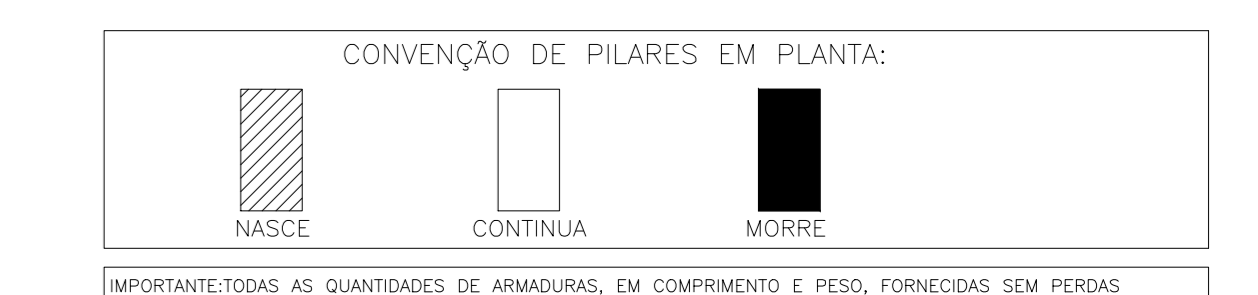 CONVENÇÃO DE PILARES EM PLANTA:
NASCE CONTINUA MORRE
IMPORTANTE:TODAS AS QUANTIDADES DE ARMADURAS, EM COMPRIMENTO E PESO, FORNECIDAS SEM PERDAS